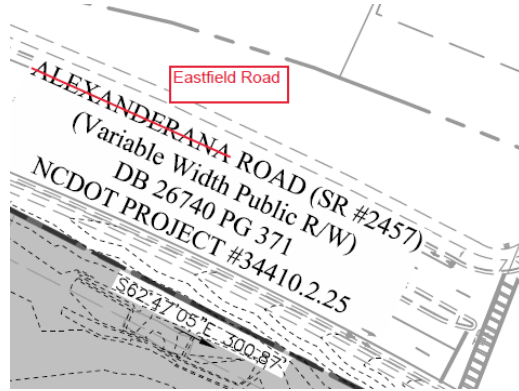 Eastfield Road
ALEXANDERANA ROAD (SR #2457)
(Variable Width Public R/W)
DB 26740 PG 371
NCDOT PROJECT #34410.2.25
S62°47'05"E 300.87'